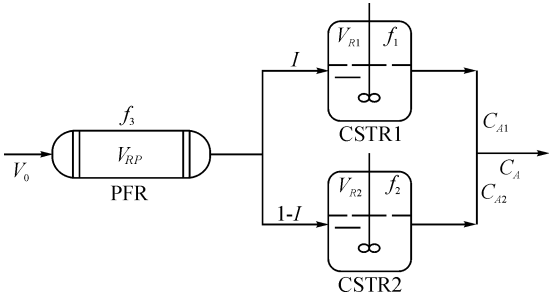 V_{R1} f_1
I
CSTR1
f_3
C_{A1}
V_0
V_{RP}
C_A
PFR
V_{R2} f_2
C_{A2}
1-I
CSTR2